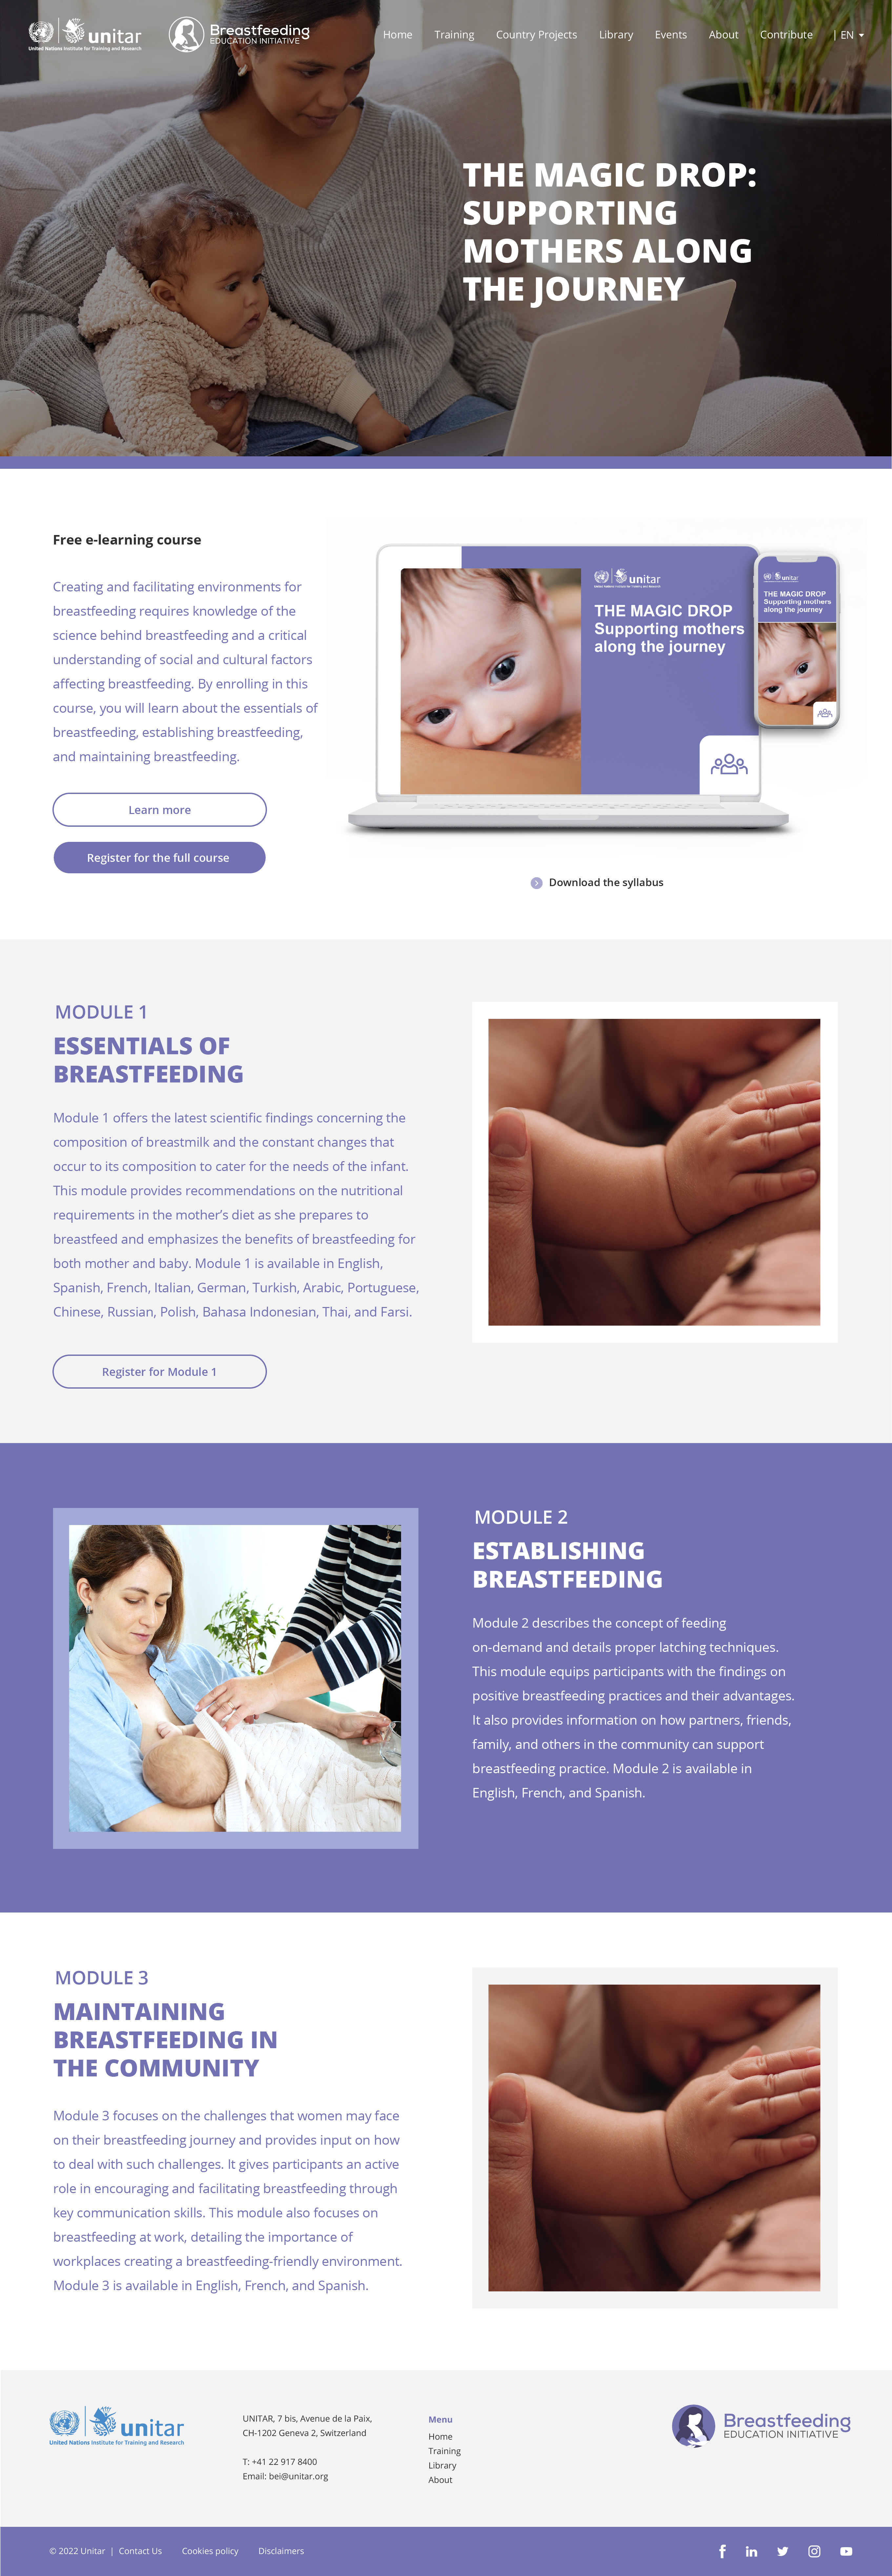 unitar
United Nations Institute for Training and Research
Breastfeeding
EDUCATION INITIATIVE
Home Training Country Projects Library Events About Contribute | EN
THE MAGIC DROP:
SUPPORTING
MOTHERS ALONG
THE JOURNEY
Free e-learning course
Creating and facilitating environments for
breastfeeding requires knowledge of the
science behind breastfeeding and a critical
understanding of social and cultural factors
affecting breastfeeding. By enrolling in this
course, you will learn about the essentials of
breastfeeding, establishing breastfeeding,
and maintaining breastfeeding.
Learn more
Register for the full course
unitar
THE MAGIC DROP
Supporting mothers
along the journey
unitar
THE MAGIC DROP
Supporting mothers
along the journey
Download the syllabus
MODULE 1
ESSENTIALS OF
BREASTFEEDING
Module 1 offers the latest scientific findings concerning the
composition of breastmilk and the constant changes that
occur to its composition to cater for the needs of the infant.
This module provides recommendations on the nutritional
requirements in the mother's diet as she prepares to
breastfeed and emphasizes the benefits of breastfeeding for
both mother and baby. Module 1 is available in English,
Spanish, French, Italian, German, Turkish, Arabic, Portuguese,
Chinese, Russian, Polish, Bahasa Indonesian, Thai, and Farsi.
Register for Module 1
MODULE 2
ESTABLISHING
BREASTFEEDING
Module 2 describes the concept of feeding
on-demand and details proper latching techniques.
This module equips participants with the findings on
positive breastfeeding practices and their advantages.
It also provides information on how partners, friends,
family, and others in the community can support
breastfeeding practice. Module 2 is available in
English, French, and Spanish.
MODULE 3
MAINTAINING
BREASTFEEDING IN
THE COMMUNITY
Module 3 focuses on the challenges that women may face
on their breastfeeding journey and provides input on how
to deal with such challenges. It gives participants an active
role in encouraging and facilitating breastfeeding through
key communication skills. This module also focuses on
breastfeeding at work, detailing the importance of
workplaces creating a breastfeeding-friendly environment.
Module 3 is available in English, French, and Spanish.
unitar
United Nations Institute for Training and Research
UNITAR, 7 bis, Avenue de la Paix,
CH-1202 Geneva 2, Switzerland
T: +41 22 917 8400
Email: bei@unitar.org
Menu
Home
Training
Library
About
Breastfeeding
EDUCATION INITIATIVE
© 2022 Unitar | Contact Us Cookies policy Disclaimers